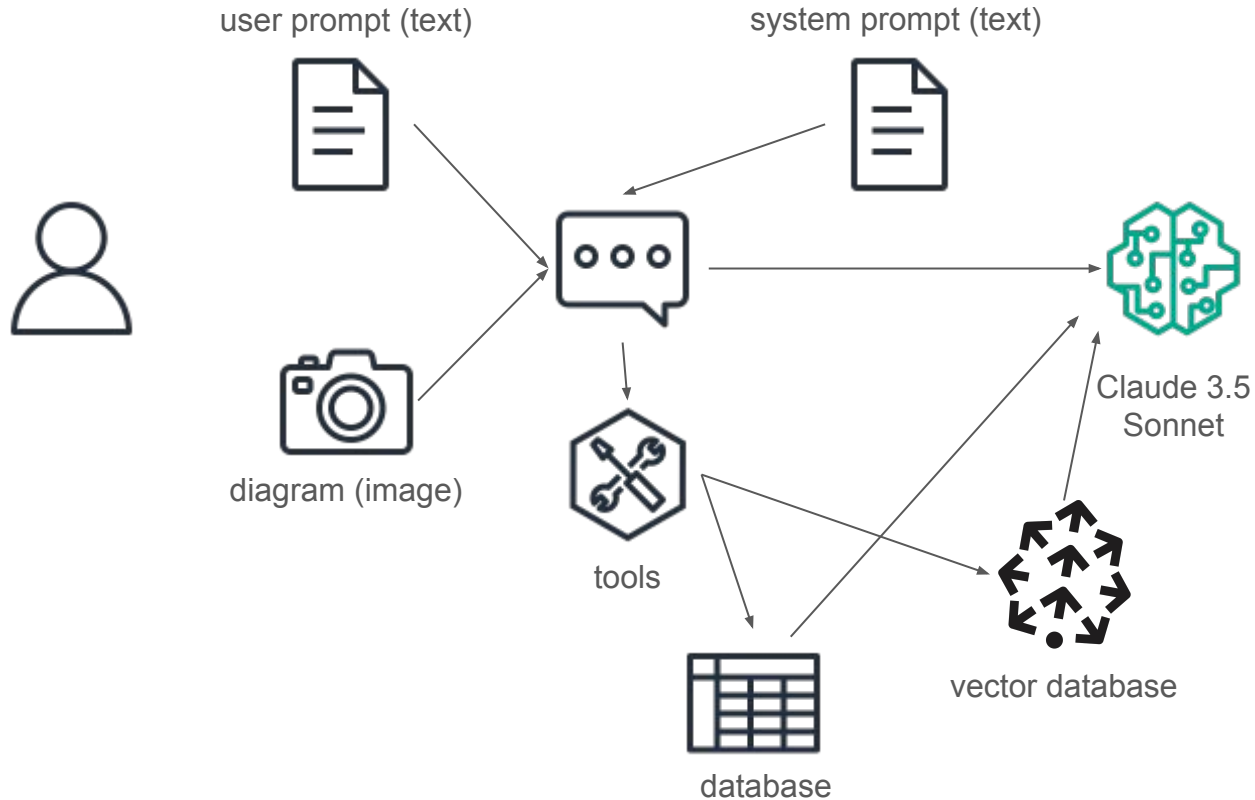 user prompt (text)
system prompt (text)
Claude 3.5
Sonnet
diagram (image)
tools
vector database
database